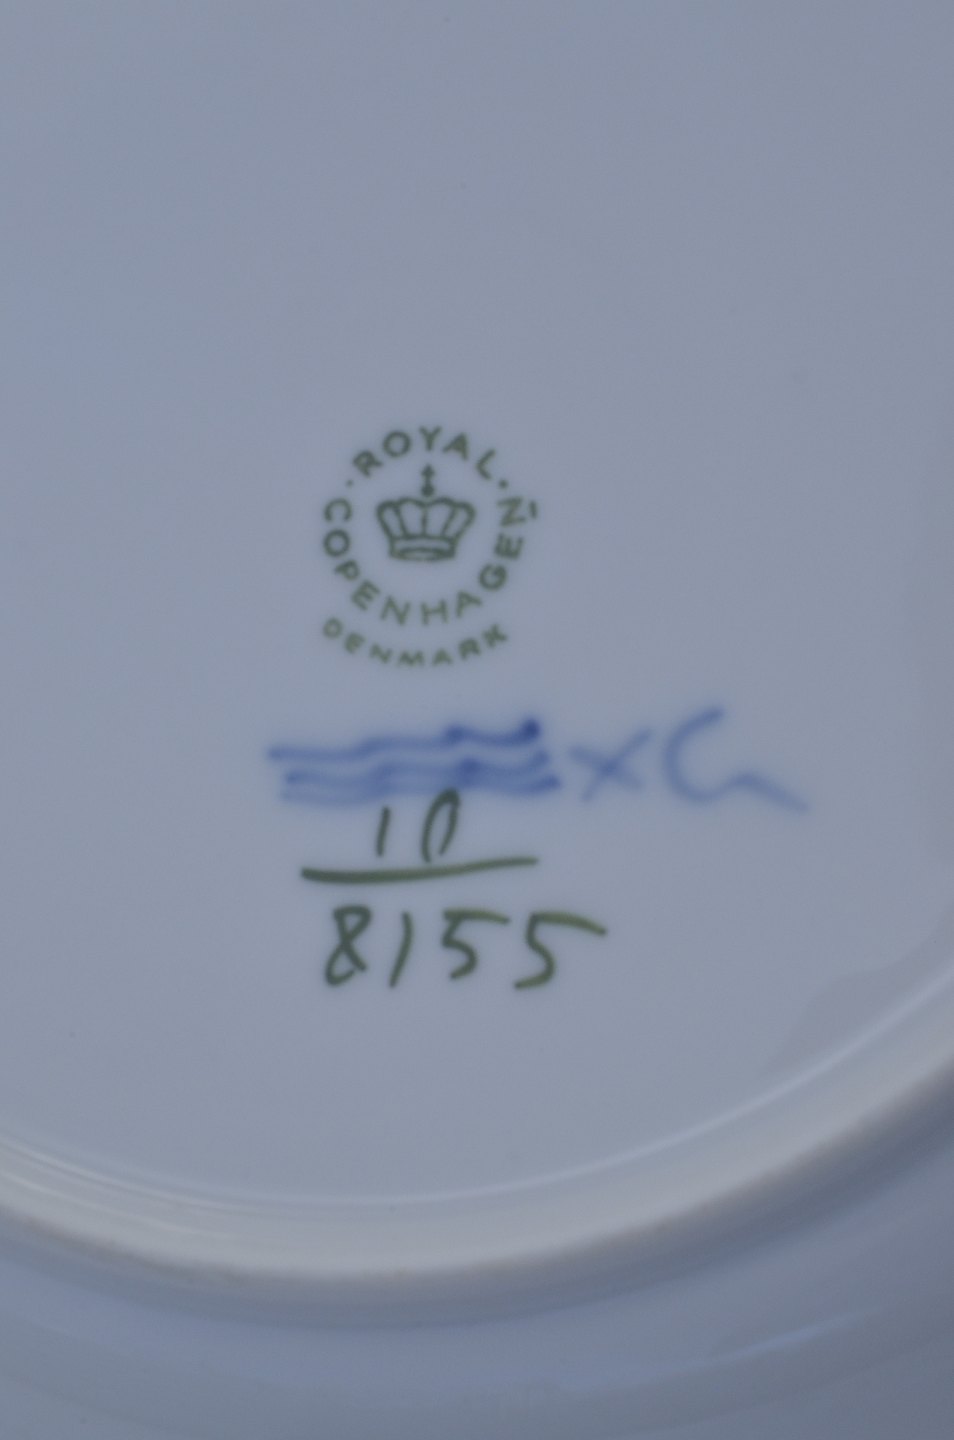 ROYAL
COPENHAGEN
DENMARK
10
8155